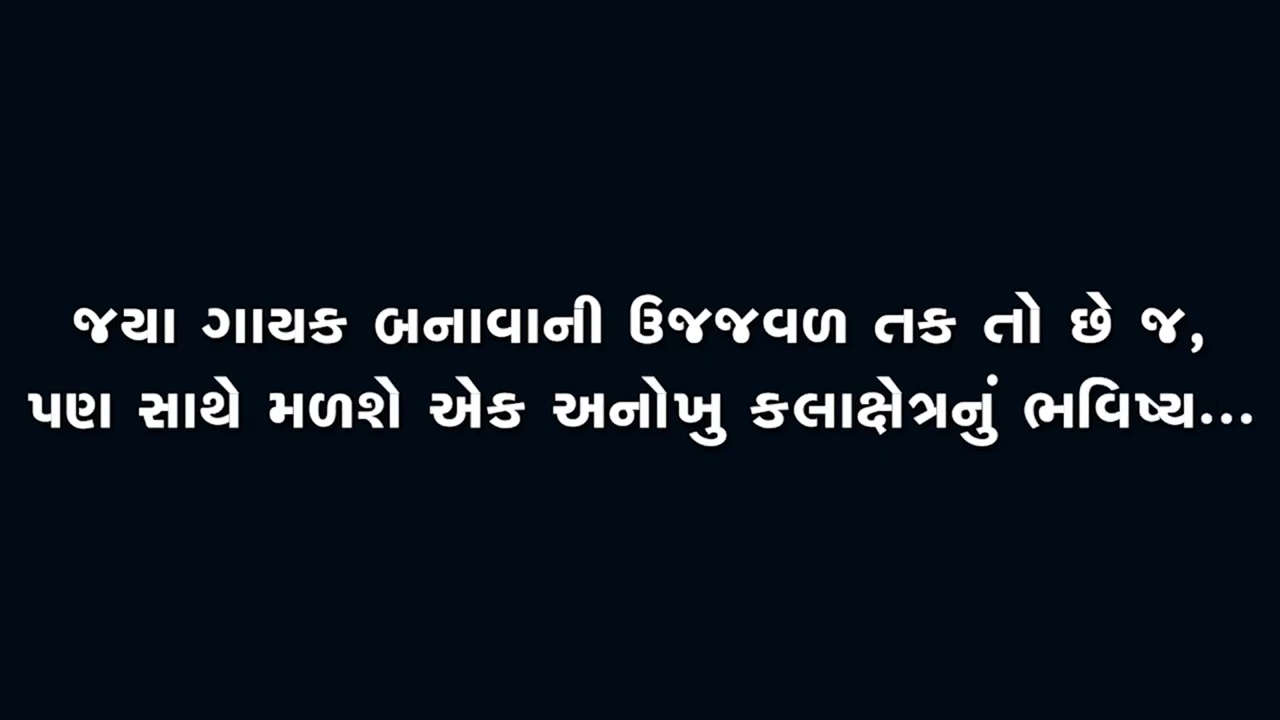 જયા ગાયક બનાવાની ઉજજવળ તક તો છે જ,
પણ સાથે મળશે એક અનોખુ કલાક્ષેત્રનું ભવિષ્ય...